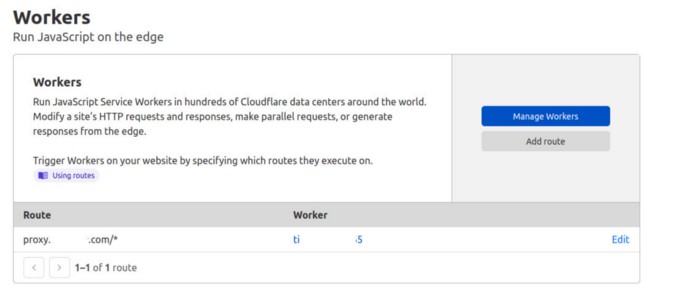 Workers
Run JavaScript on the edge
Workers
Run JavaScript Service Workers in hundreds of Cloudflare data centers around the world.
Modify a site's HTTP requests and responses, make parallel requests, or generate
responses from the edge.
Trigger Workers on your website by specifying which routes they execute on.
Using routes
Manage Workers
Add route
Route Worker
proxy. .com/* ti 5 Edit
< > 1–1 of 1 route